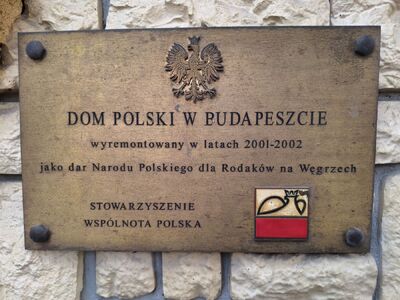 DOM POLSKI W BUDAPESZCIE
wyremontowany w latach 2001-2002
jako dar Narodu Polskiego dla Rodaków na Węgrzech
STOWARZYSZENIE
WSPÓLNOTA POLSKA